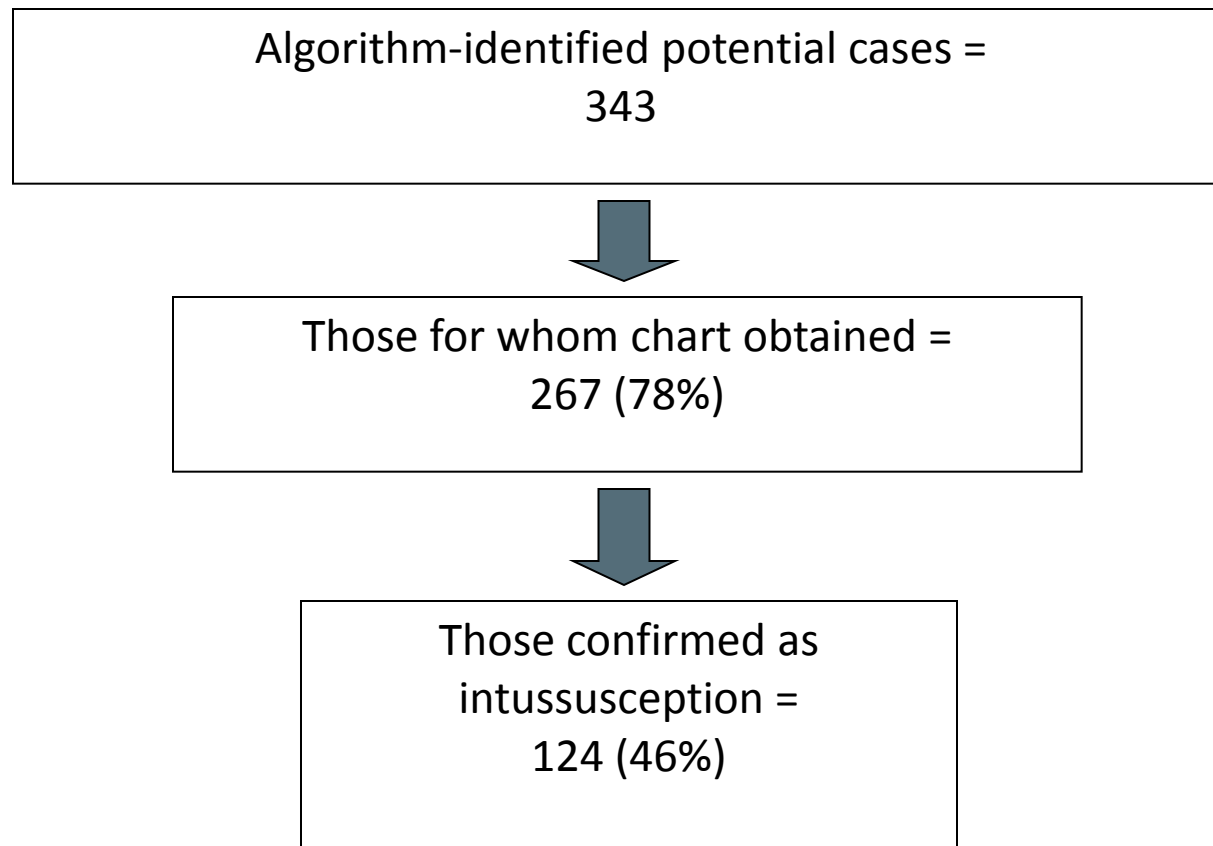 Algorithm-identified potential cases =
343
Those for whom chart obtained =
267 (78%)
Those confirmed as
intussusception =
124 (46%)